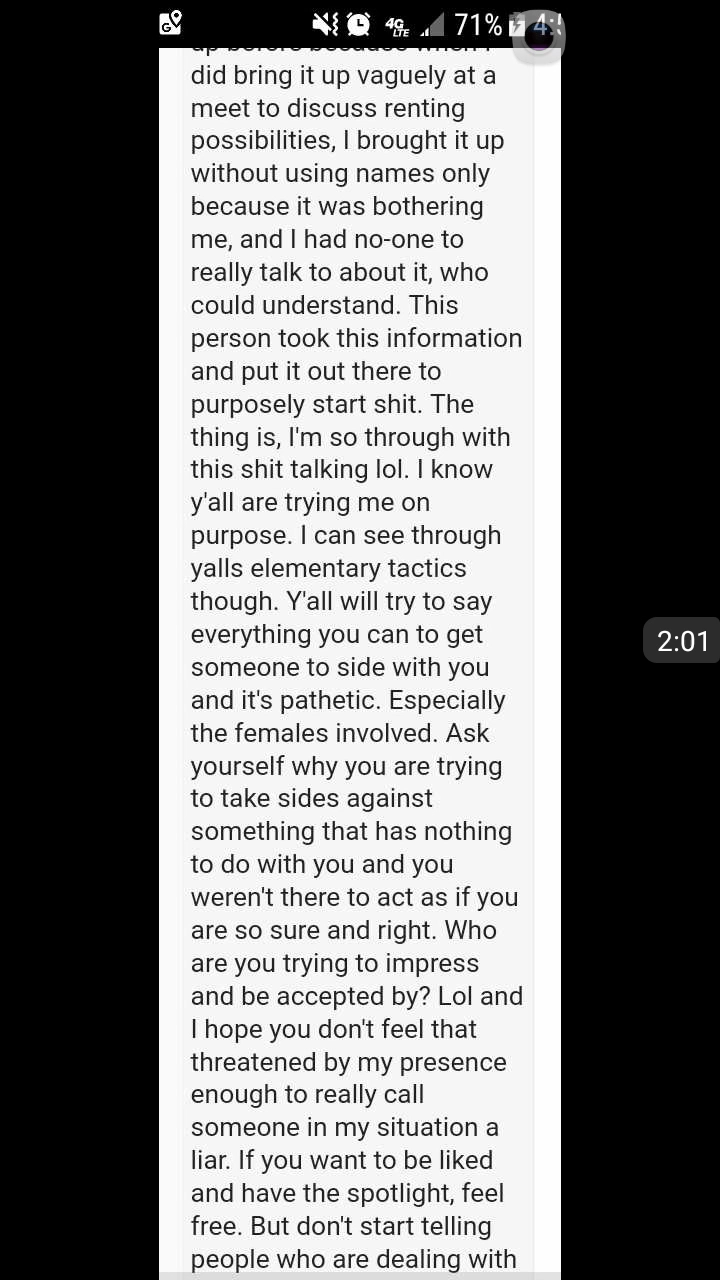 4G LTE 71%
did bring it up vaguely at a
meet to discuss renting
possibilities, I brought it up
without using names only
because it was bothering
me, and I had no-one to
really talk to about it, who
could understand. This
person took this information
and put it out there to
purposely start shit. The
thing is, I'm so through with
this shit talking lol. I know
y'all are trying me on
purpose. I can see through
yalls elementary tactics
though. Y'all will try to say
everything you can to get
someone to side with you
and it's pathetic. Especially
the females involved. Ask
yourself why you are trying
to take sides against
something that has nothing
to do with you and you
weren't there to act as if you
are so sure and right. Who
are you trying to impress
and be accepted by? Lol and
I hope you don't feel that
threatened by my presence
enough to really call
someone in my situation a
liar. If you want to be liked
and have the spotlight, feel
free. But don't start telling
people who are dealing with
2:01